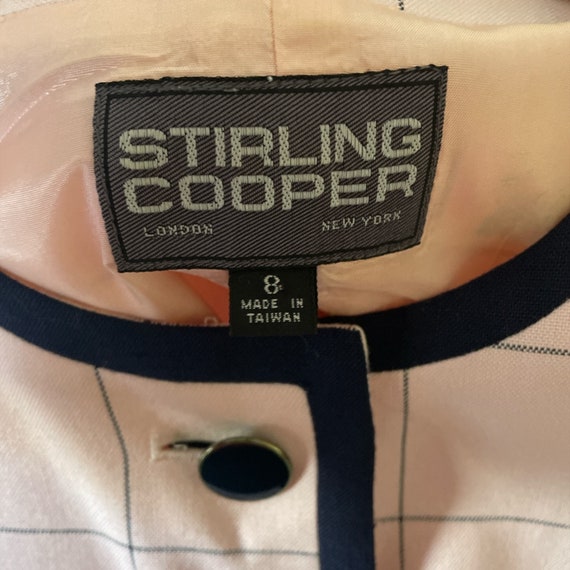 STIRLING
COOPER
LONDON NEW YORK
8
MADE IN
TAIWAN